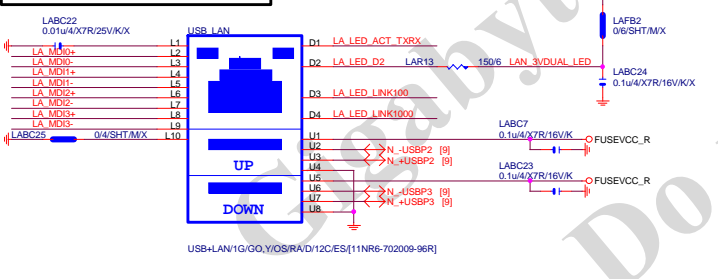 LABC22
0.01u/4/X7R/25V/K/X
USB_LAN
LAFB2
0/6/SHT/M/X
L1
LA_MDI0+
L2
LA_MDI0-
L3
LA_MDI1+
L4
LA_MDI1-
L5
LA_MDI2+
L6
LA_MDI2-
L7
LA_MDI3+
L8
LA_MDI3-
L9
LABC25
0/4/SHT/M/X
L10
D1 LA_LED_ACT_TXRX
D2 LA_LED_D2 LAR13 150/6 LAN_3VDUAL_LED
LABC24
0.1u/4/X7R/16V/K/X
D3 LA_LED_LINK100
D4 LA_LED_LINK1000
LABC7
0.1u/4/X7R/16V/K
U1 FUSEVCC_R
U2 N_-USBP2 [9]
U3 N_+USBP2 [9]
U4
LABC23
0.1u/4/X7R/16V/K
U5 FUSEVCC_R
U6 N_-USBP3 [9]
U7 N_+USBP3 [9]
U8
UP
DOWN
USB+LAN/1G/GO,Y/OS/RA/D/12C/ES/[11NR6-702009-96R]
Gigabyte
Do